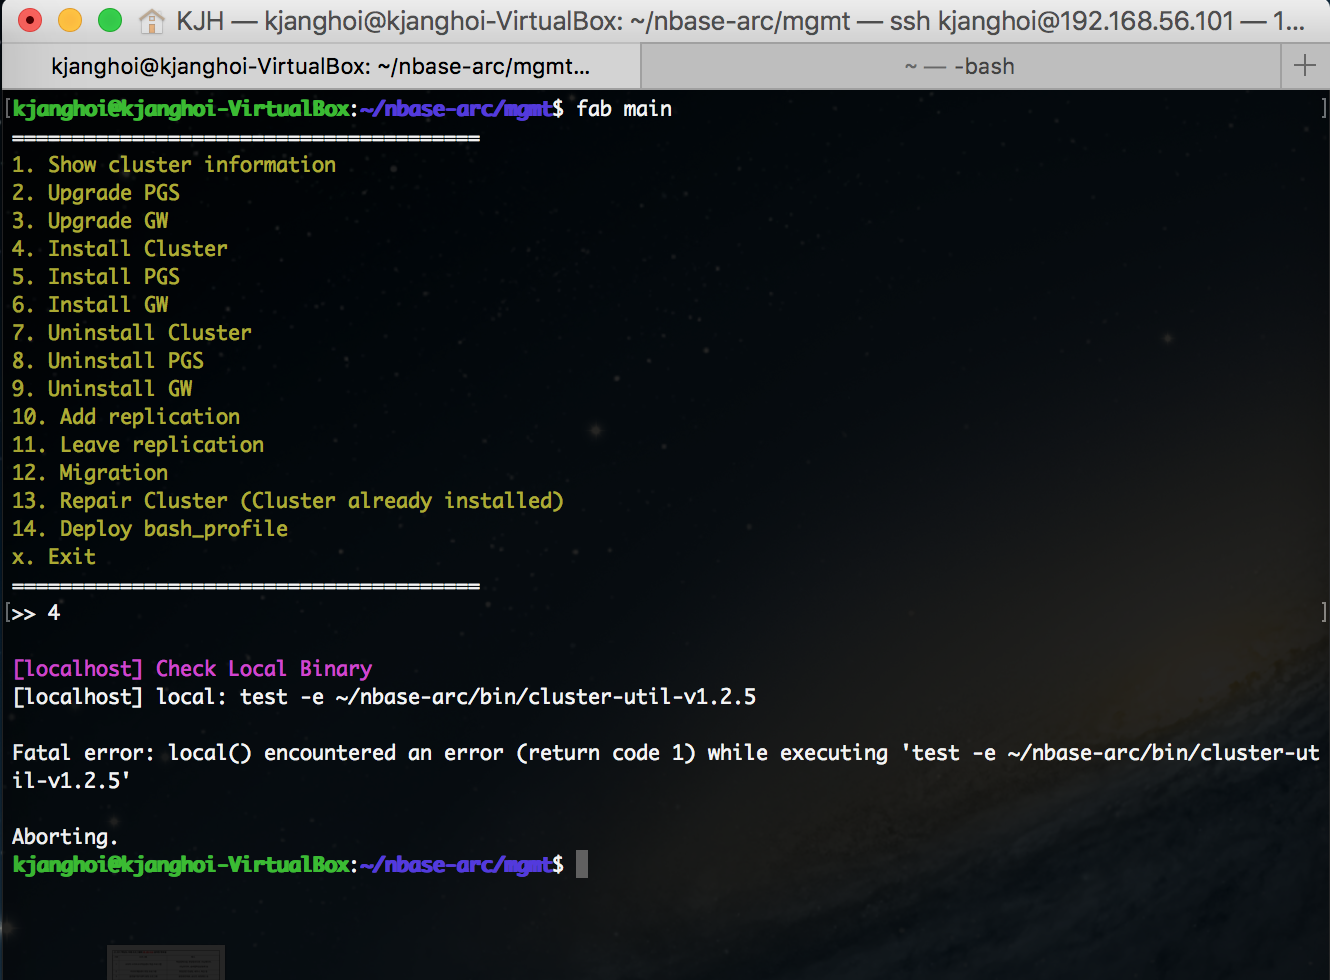 KJH — kjanghoi@kjanghoi-VirtualBox: ~/nbase-arc/mgmt — ssh kjanghoi@192.168.56.101 — 1...
kjanghoi@kjanghoi-VirtualBox: ~/nbase-arc/mgmt... ~ — -bash
[kjanghoi@kjanghoi-VirtualBox:~/nbase-arc/mgmt$ fab main ]
=======================================
1. Show cluster information
2. Upgrade PGS
3. Upgrade GW
4. Install Cluster
5. Install PGS
6. Install GW
7. Uninstall Cluster
8. Uninstall PGS
9. Uninstall GW
10. Add replication
11. Leave replication
12. Migration
13. Repair Cluster (Cluster already installed)
14. Deploy bash_profile
x. Exit
=======================================
[>> 4 ]
[localhost] Check Local Binary
[localhost] local: test -e ~/nbase-arc/bin/cluster-util-v1.2.5
Fatal error: local() encountered an error (return code 1) while executing 'test -e ~/nbase-arc/bin/cluster-ut
il-v1.2.5'
Aborting.
kjanghoi@kjanghoi-VirtualBox:~/nbase-arc/mgmt$